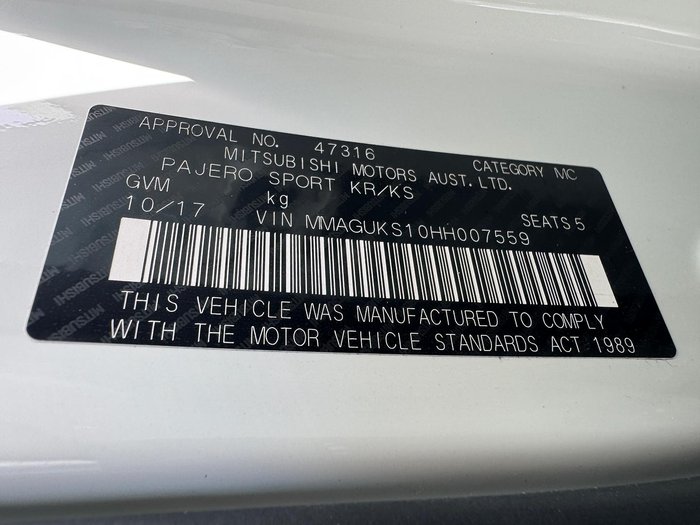 APPROVAL NO. 47316 CATEGORY MC
MITSUBISHI MOTORS AUST. LTD.
PAJERO SPORT KR/KS
GVM kg
10/17 VIN MMAGUKS10HH007559 SEATS 5
THIS VEHICLE WAS MANUFACTURED TO COMPLY
WITH THE MOTOR VEHICLE STANDARDS ACT 1989